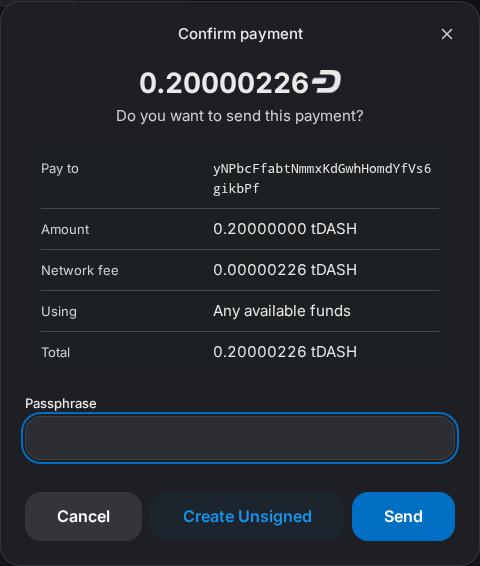 Confirm payment
0.20000226
Do you want to send this payment?
Pay to yNPbcFfabtNmmxKdGwhHomdYfVs6
gikbPf
Amount 0.20000000 tDASH
Network fee 0.00000226 tDASH
Using Any available funds
Total 0.20000226 tDASH
Passphrase
Cancel Create Unsigned Send